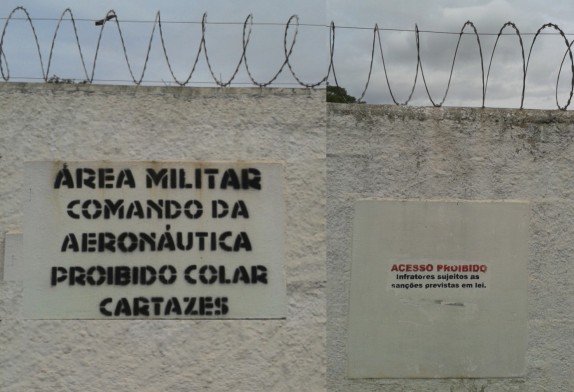 ÁREA MILITAR
COMANDO DA
AERONÁUTICA
PROIBIDO COLAR
CARTAZES
ACESSO PROIBIDO
Infratores sujeitos as
sanções previstas em lei.